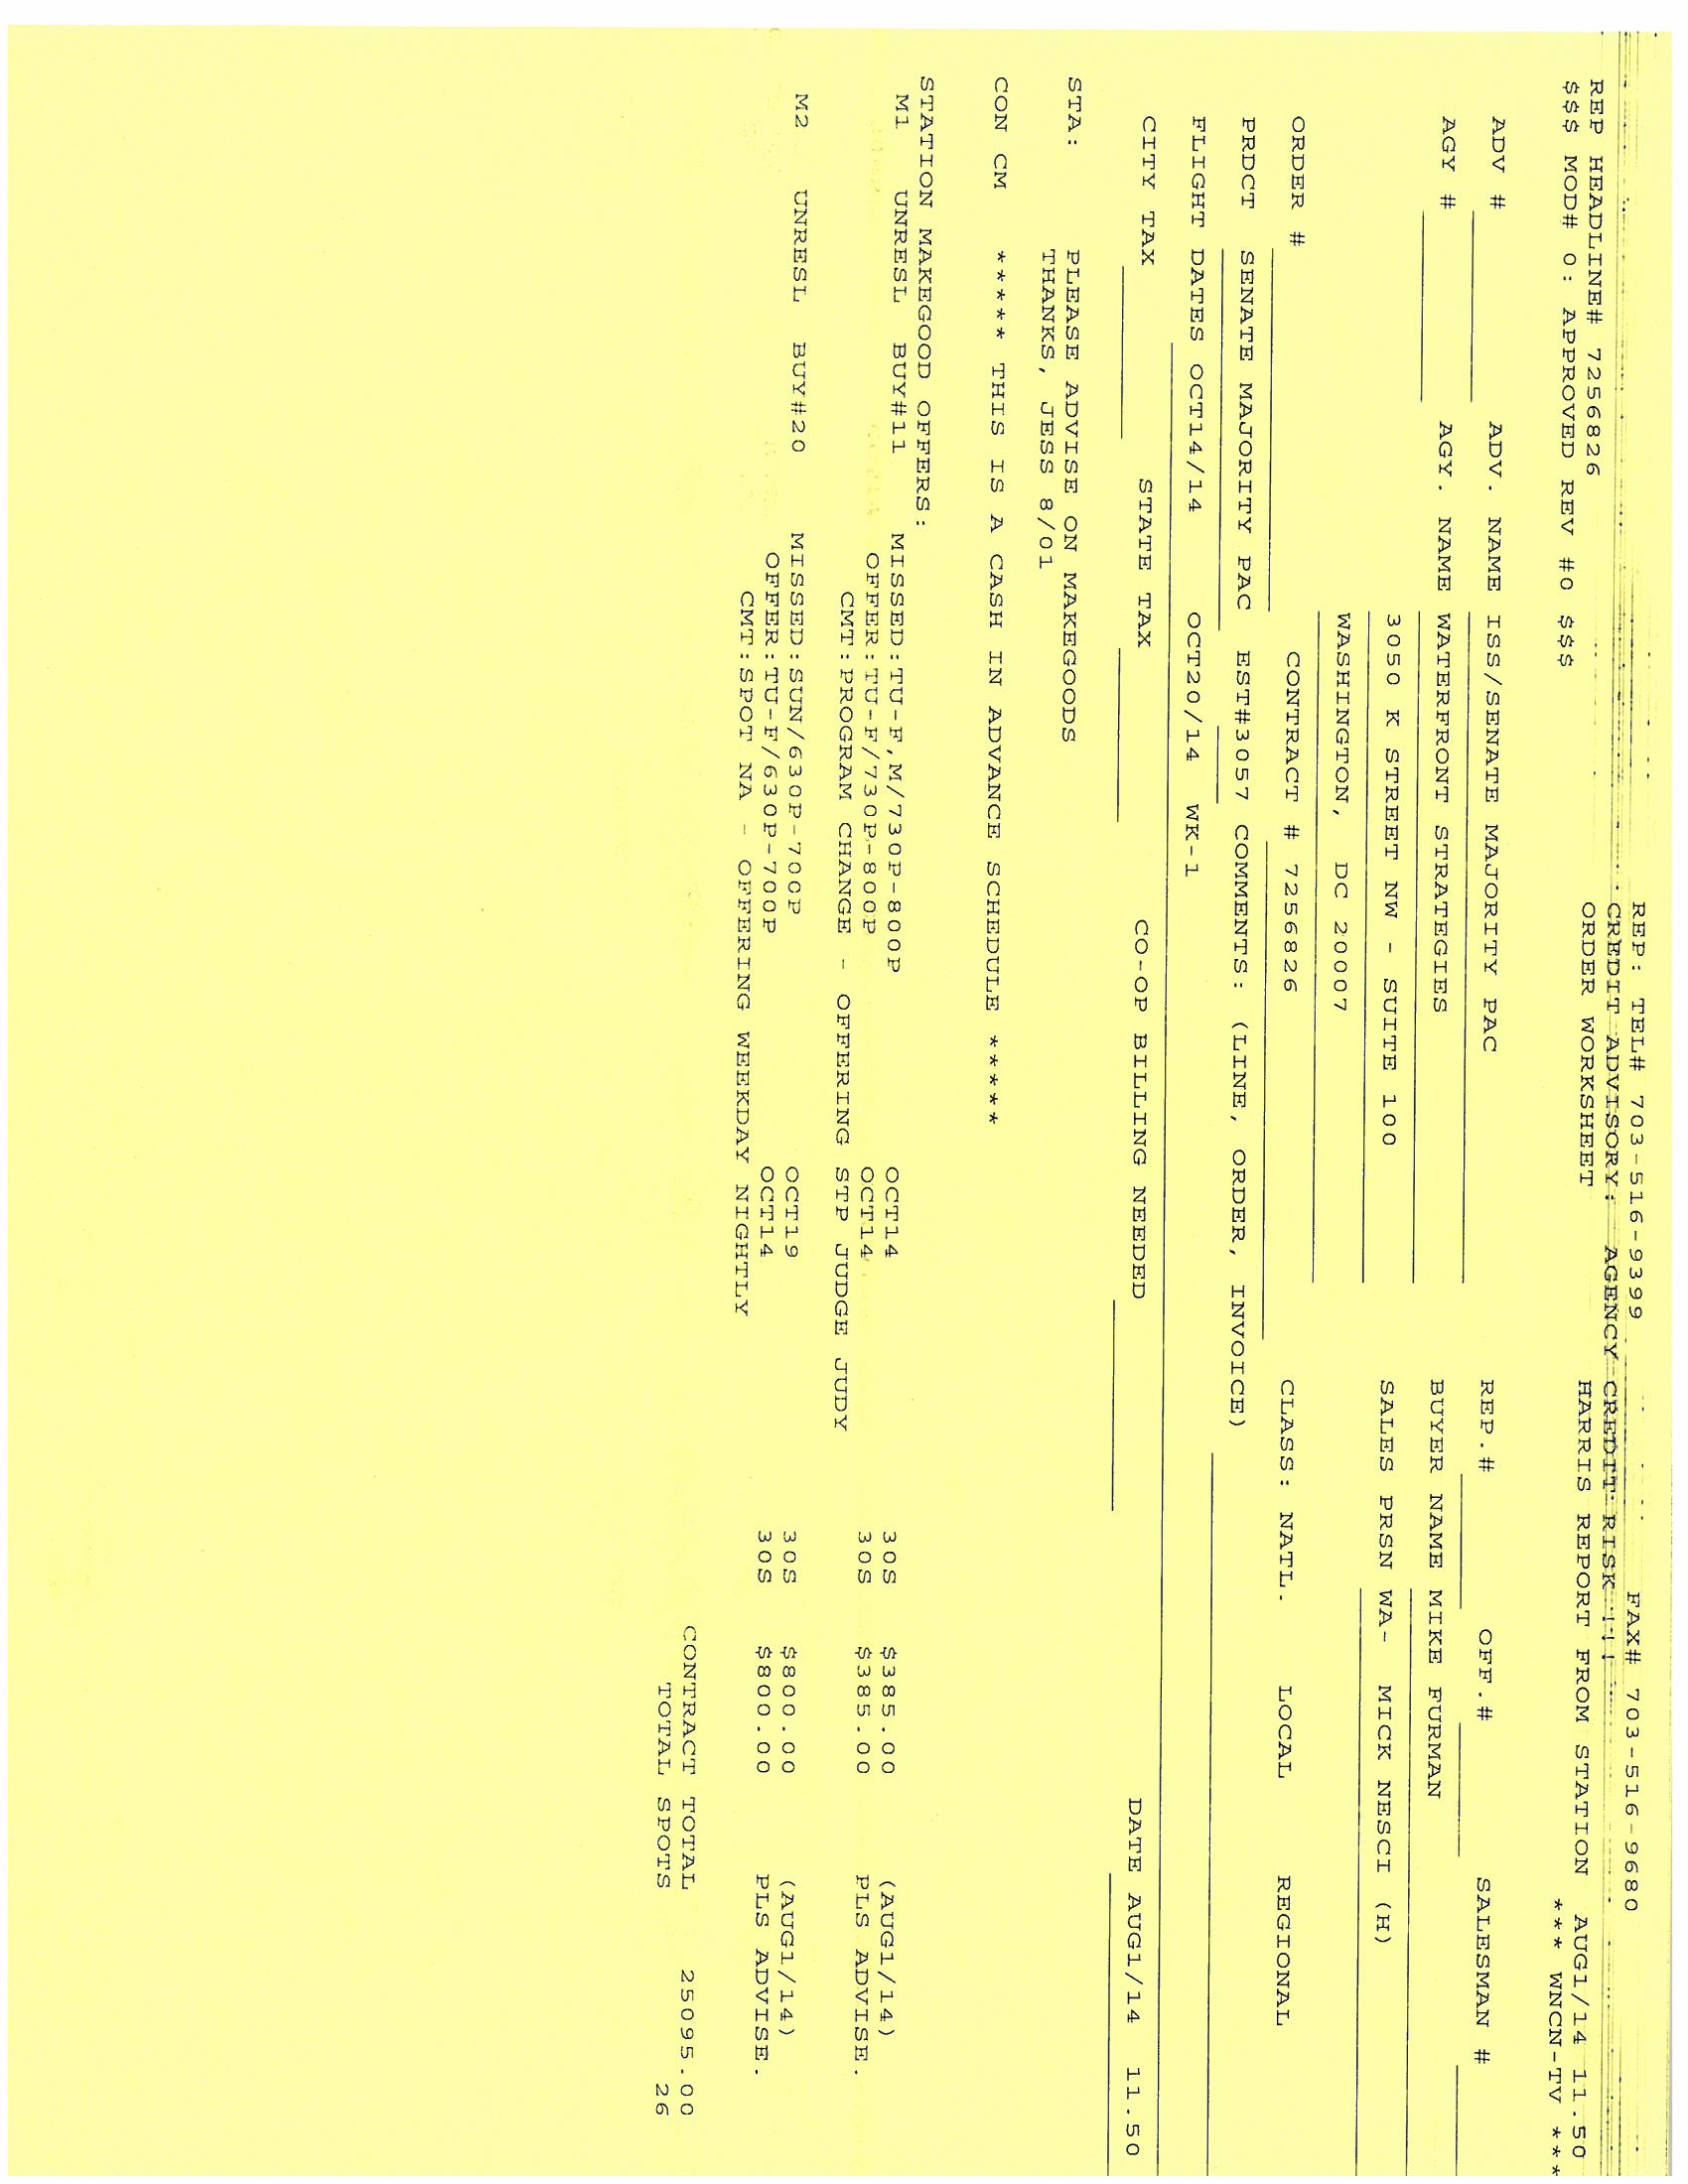 REP: TEL# 703-516-9399 FAX# 703-516-9680
CREDIT ADVISORY: AGENCY CREDIT RISK !!!
REP HEADLINE# 7256826 ORDER WORKSHEET HARRIS REPORT FROM STATION AUG1/14 11.50
$$$ MOD# 0: APPROVED REV #0 $$$ *** WNCN-TV ***
ADV # ADV. NAME ISS/SENATE MAJORITY PAC REP.# OFF.# SALESMAN #
AGY # AGY. NAME WATERFRONT STRATEGIES BUYER NAME MIKE FURMAN
3050 K STREET NW - SUITE 100 SALES PRSN WA- MICK NESCI (H)
WASHINGTON, DC 20007
ORDER # CONTRACT # 7256826 CLASS: NATL. LOCAL REGIONAL
PRDCT SENATE MAJORITY PAC EST#3057 COMMENTS: (LINE, ORDER, INVOICE)
FLIGHT DATES OCT14/14 OCT20/14 WK-1
CITY TAX STATE TAX CO-OP BILLING NEEDED DATE AUG1/14 11.50
STA: PLEASE ADVISE ON MAKEGOODS
THANKS, JESS 8/01
CON CM ***** THIS IS A CASH IN ADVANCE SCHEDULE *****
STATION MAKEGOOD OFFERS:
M1 UNRESL BUY#11 MISSED:TU-F,M/730P-800P OCT14 30S $385.00 (AUG1/14)
OFFER:TU-F/730P-800P OCT14 30S $385.00 PLS ADVISE.
CMT:PROGRAM CHANGE - OFFERING STP JUDGE JUDY
M2 UNRESL BUY#20 MISSED:SUN/630P-700P OCT19 30S $800.00 (AUG1/14)
OFFER:TU-F/630P-700P OCT14 30S $800.00 PLS ADVISE.
CMT:SPOT NA - OFFERING WEEKDAY NIGHTLY
CONTRACT TOTAL 25095.00
TOTAL SPOTS 26